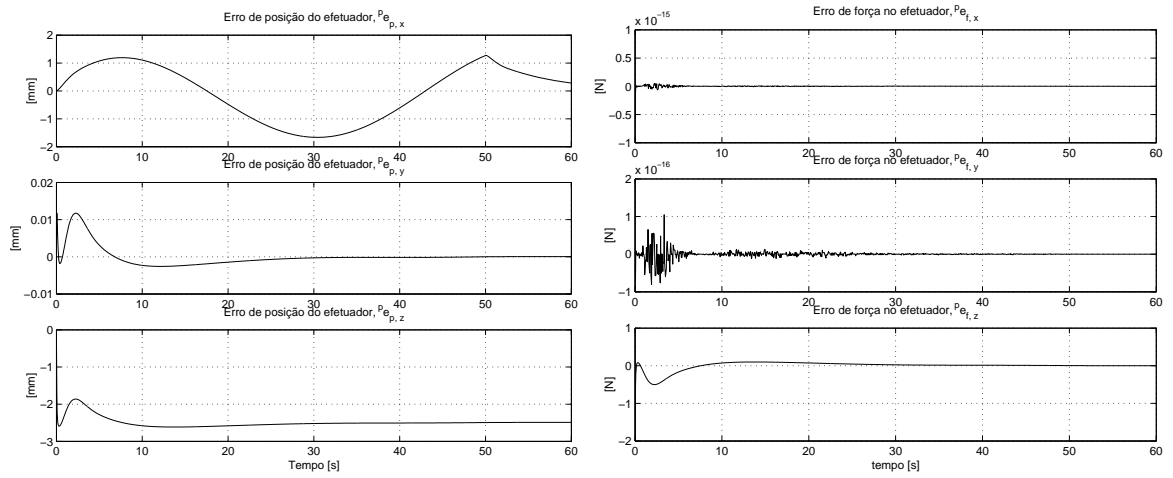 Erro de posição do efetuador, ᵖe_p, x
2
1
0
−1
−2
[mm]
0 10 20 30 40 50 60
Erro de posição do efetuador, ᵖe_p, y
0.02
0.01
0
−0.01
[mm]
0 10 20 30 40 50 60
Erro de posição do efetuador, ᵖe_p, z
0
−1
−2
−3
[mm]
0 10 20 30 40 50 60
Tempo [s]
Erro de força no efetuador, ᵖe_f, x
x 10⁻¹⁵
1
0.5
0
−0.5
−1
[N]
0 10 20 30 40 50 60
Erro de força no efetuador, ᵖe_f, y
x 10⁻¹⁶
2
1
0
−1
[N]
0 10 20 30 40 50 60
Erro de força no efetuador, ᵖe_f, z
1
0
−1
−2
[N]
0 10 20 30 40 50 60
tempo [s]